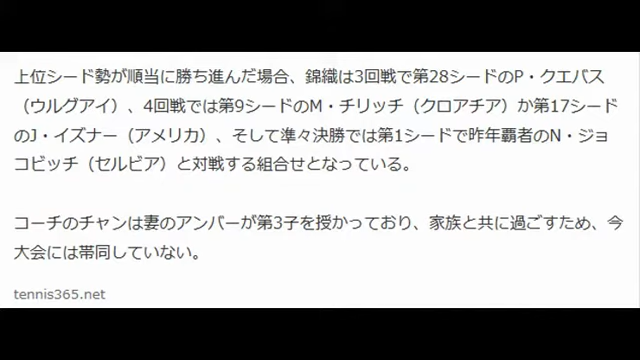 上位シード勢が順当に勝ち進んだ場合、錦織は3回戦で第28シードのP・クエバス
（ウルグアイ）、4回戦では第9シードのM・チリッチ（クロアチア）か第17シード
のJ・イズナー（アメリカ）、そして準々決勝では第1シードで昨年覇者のN・ジョ
コビッチ（セルビア）と対戦する組合せとなっている。
コーチのチャンは妻のアンバーが第3子を授かっており、家族と共に過ごすため、今
大会には帯同していない。
tennis365.net